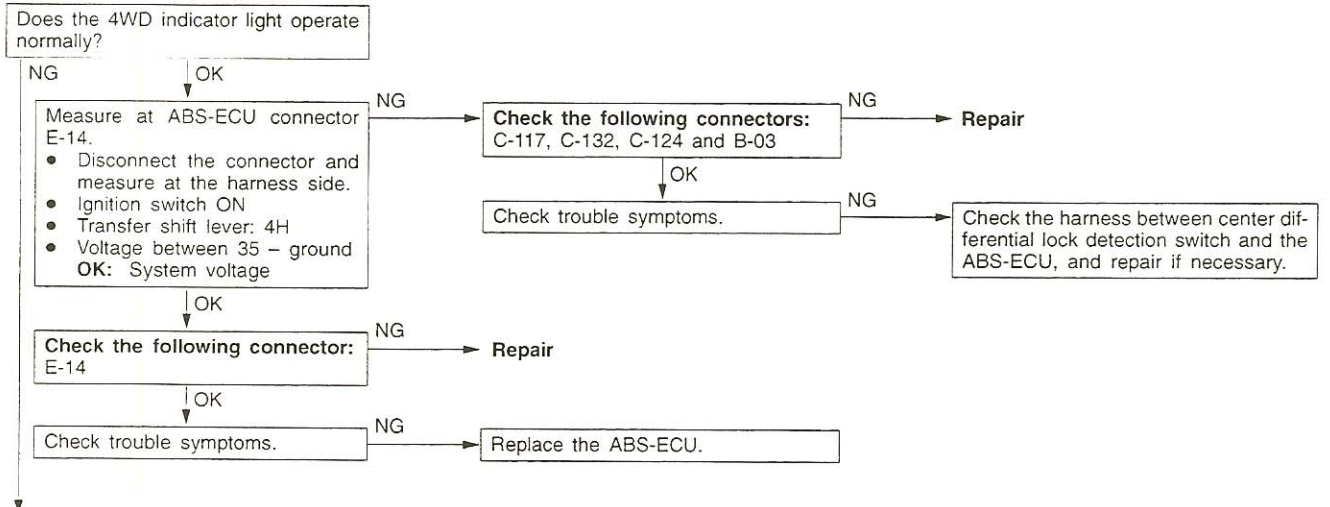 Does the 4WD indicator light operate
normally?
NG
OK
Measure at ABS-ECU connector
E-14.
● Disconnect the connector and
measure at the harness side.
● Ignition switch ON
● Transfer shift lever: 4H
● Voltage between 35 – ground
OK: System voltage
NG
Check the following connectors:
C-117, C-132, C-124 and B-03
NG
Repair
OK
Check trouble symptoms.
NG
Check the harness between center dif-
ferential lock detection switch and the
ABS-ECU, and repair if necessary.
OK
Check the following connector:
E-14
NG
Repair
OK
Check trouble symptoms.
NG
Replace the ABS-ECU.